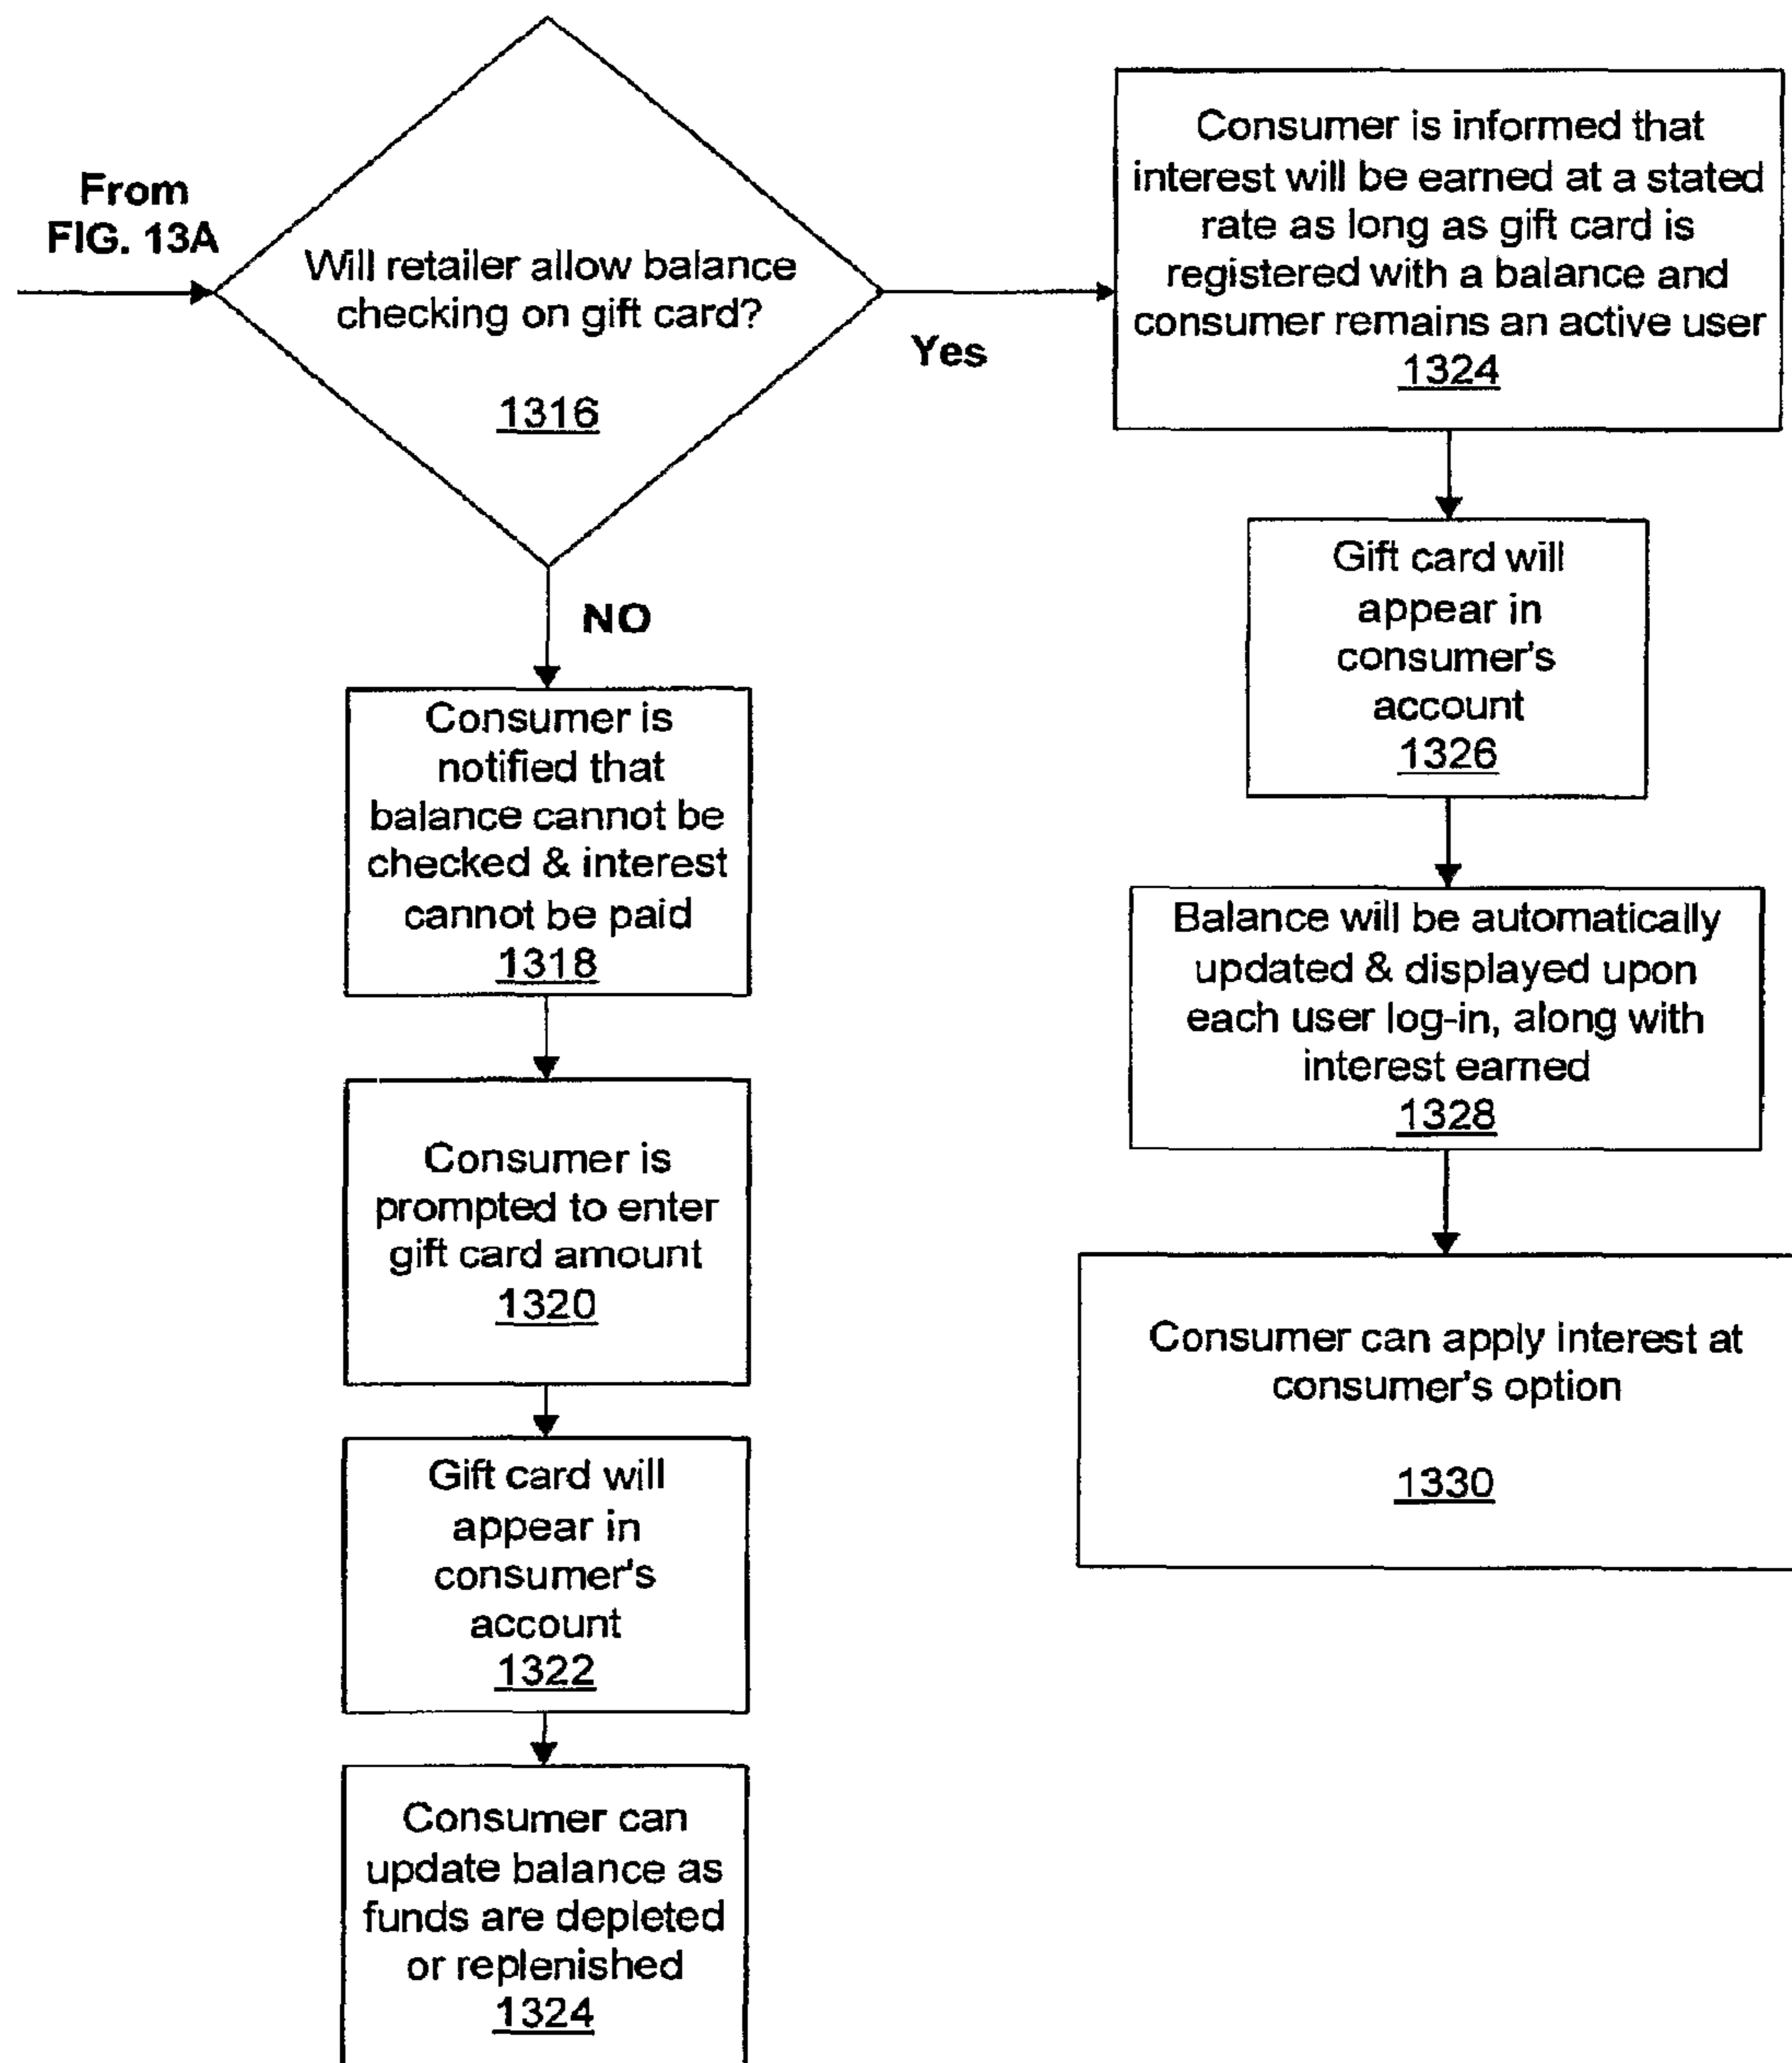 From
FIG. 13A
Will retailer allow balance
checking on gift card?
1316
Yes
NO
Consumer is informed that
interest will be earned at a stated
rate as long as gift card is
registered with a balance and
consumer remains an active user
1324
Gift card will
appear in
consumer's
account
1326
Balance will be automatically
updated & displayed upon
each user log-in, along with
interest earned
1328
Consumer can apply interest at
consumer's option
1330
Consumer is
notified that
balance cannot be
checked & interest
cannot be paid
1318
Consumer is
prompted to enter
gift card amount
1320
Gift card will
appear in
consumer's
account
1322
Consumer can
update balance as
funds are depleted
or replenished
1324